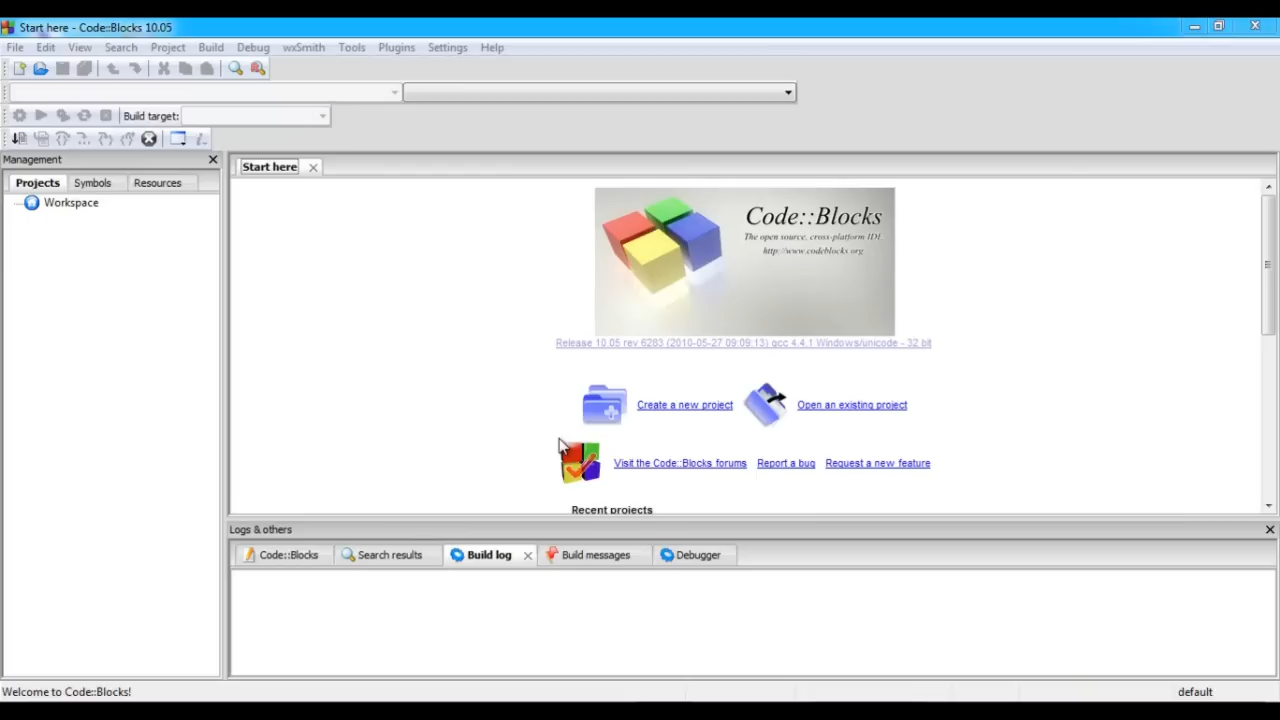 Start here - Code::Blocks 10.05
File Edit View Search Project Build Debug wxSmith Tools Plugins Settings Help
Build target:
Management
Projects Symbols Resources
Workspace
Start here
Code::Blocks
The open source, cross-platform IDE
http://www.codeblocks.org
Release 10.05 rev 6283 (2010-05-27 09:09:13) gcc 4.4.1 Windows/unicode - 32 bit
Create a new project Open an existing project
Visit the Code::Blocks forums Report a bug Request a new feature
Recent projects
Logs & others
Code::Blocks Search results Build log Build messages Debugger
Welcome to Code::Blocks! default